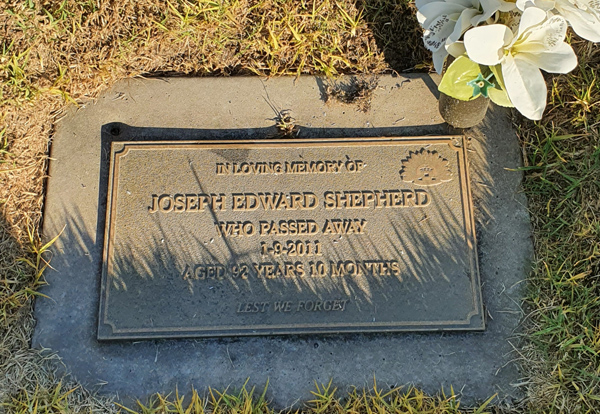 IN LOVING MEMORY OF
JOSEPH EDWARD SHEPHERD
WHO PASSED AWAY
1-9-2011
AGED 92 YEARS 10 MONTHS
LEST WE FORGET